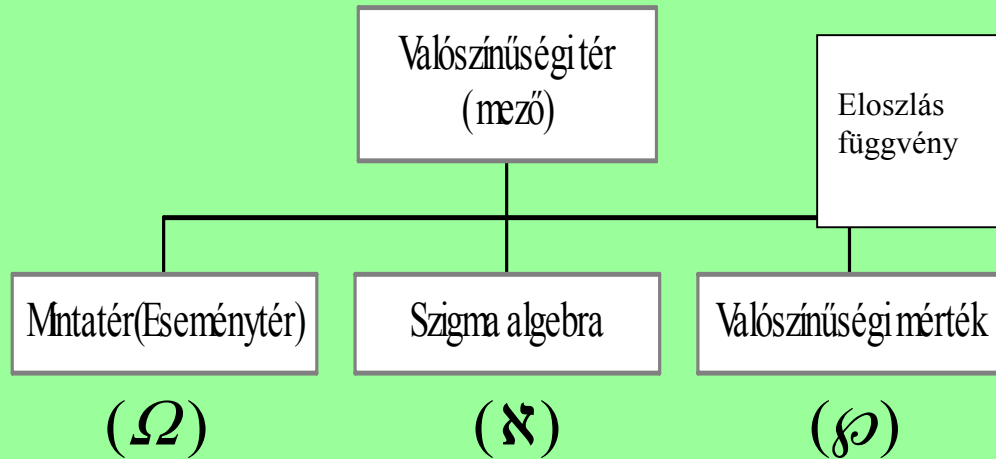 Valószínűségi tér
(mező)
Eloszlás
függvény
Mintatér(Eseménytér)
Szigma algebra
Valószínűségi mérték
(Ω)
(ℵ)
(℘)